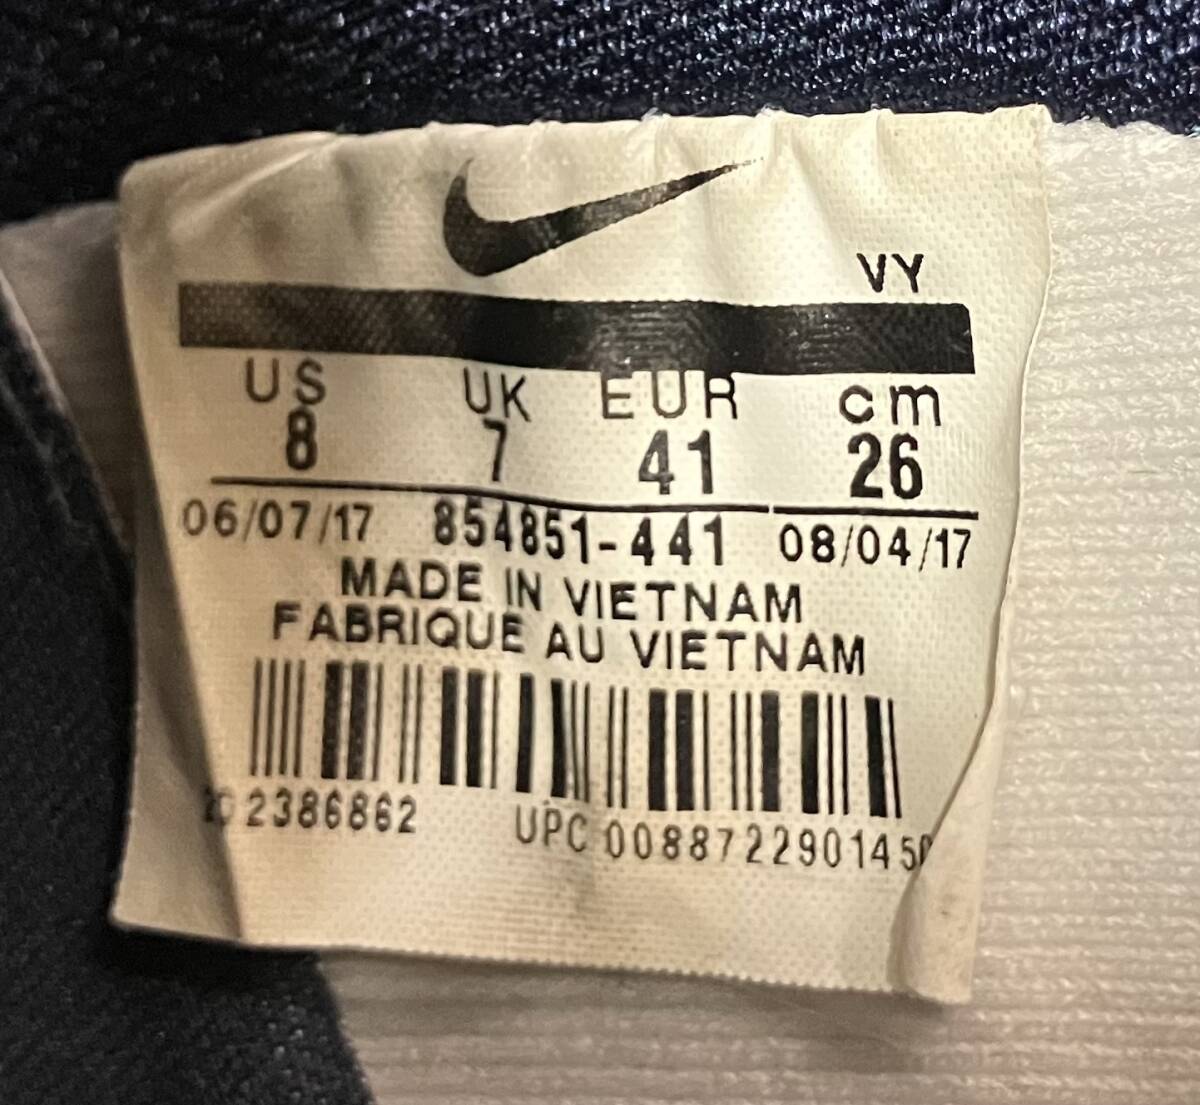 VY
US UK EUR cm
8 7 41 26
06/07/17 854851-441 08/04/17
MADE IN VIETNAM
FABRIQUE AU VIETNAM
2386862 UPC 0088722901450